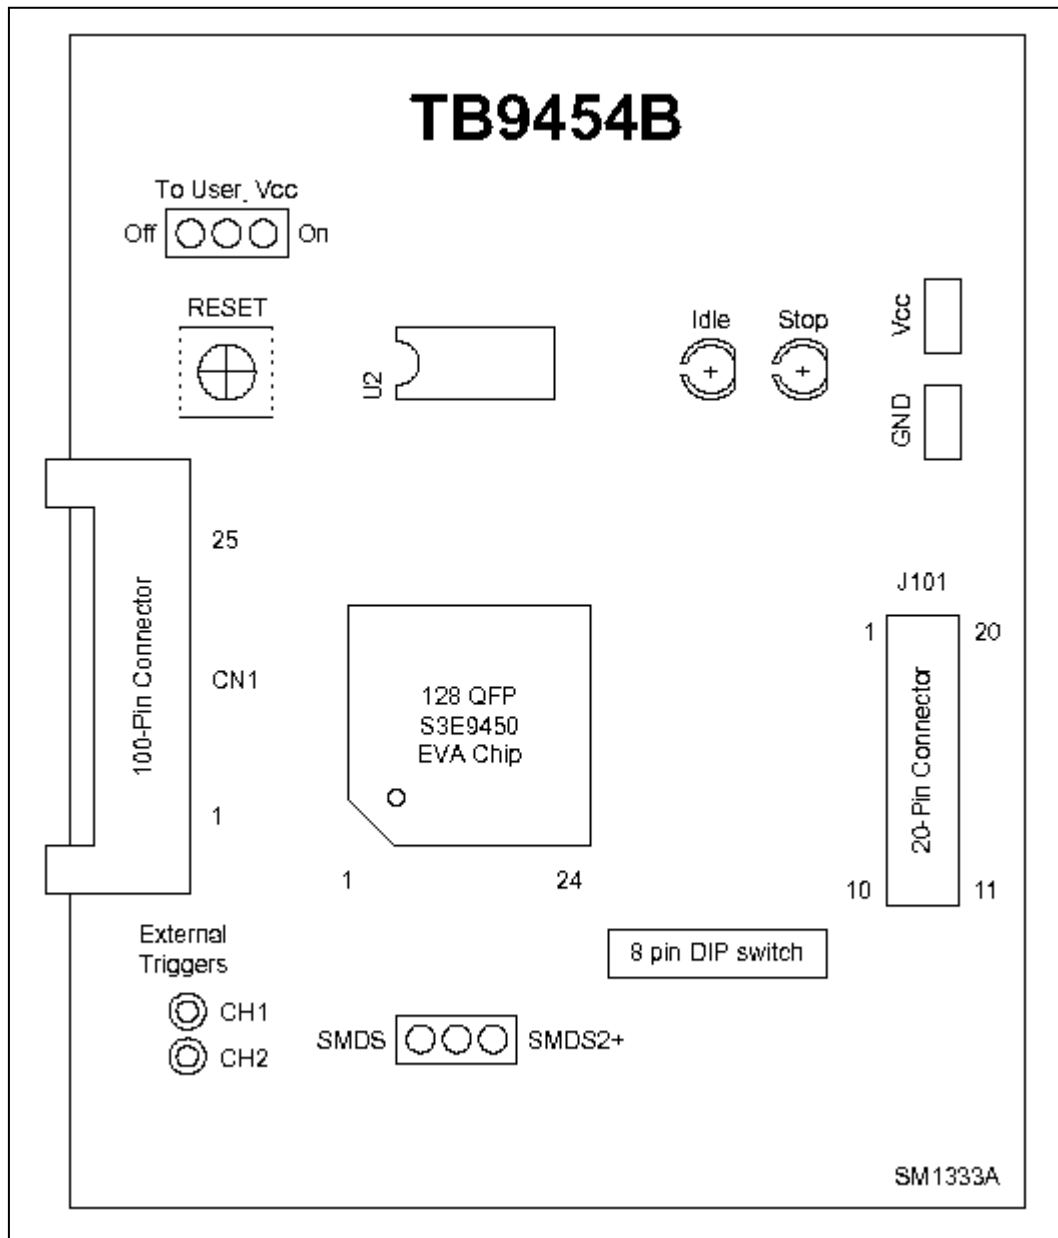 TB9454B
To User_Vcc
Off
On
RESET
U2
Idle
Stop
Vcc
GND
25
100-Pin Connector
CN1
1
128 QFP
S3E9450
EVA Chip
1
24
J101
1
20
20-Pin Connector
10
11
8 pin DIP switch
External
Triggers
CH1
CH2
SMDS
SMDS2+
SM1333A